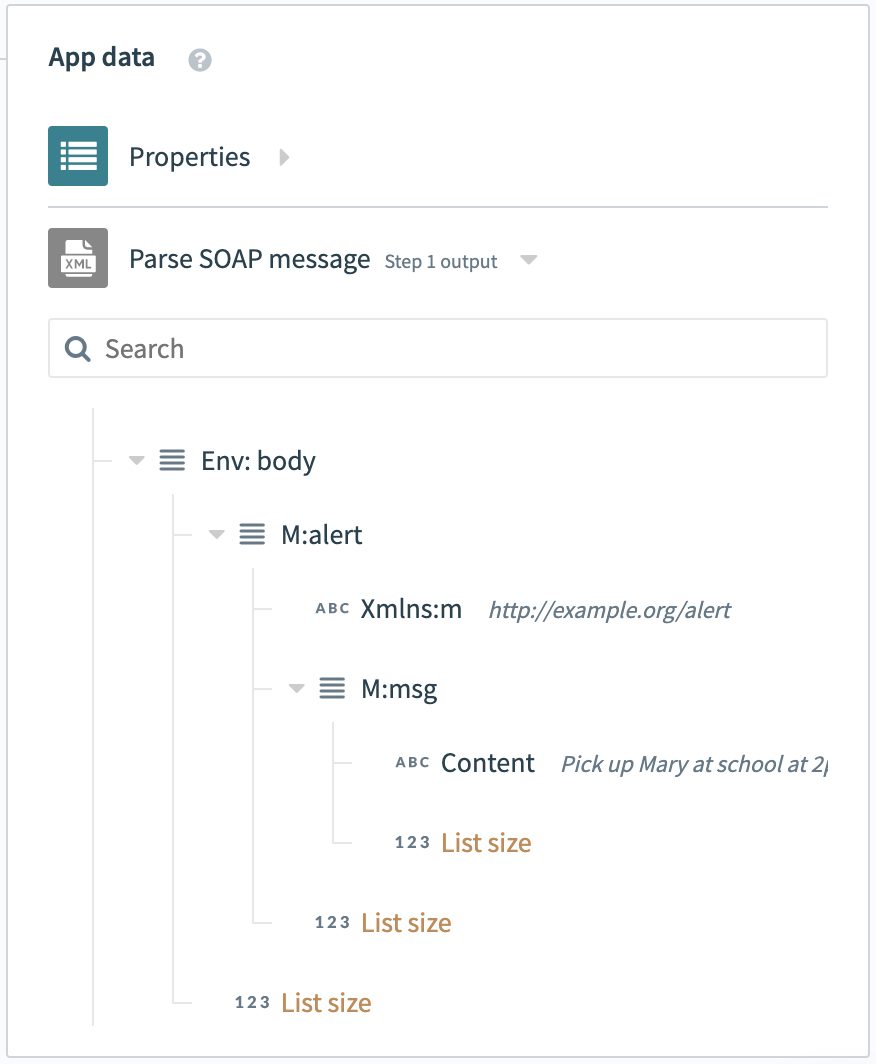 App data ?
Properties
XML Parse SOAP message Step 1 output
Search
Env: body
M:alert
ABC Xmlns:m http://example.org/alert
M:msg
ABC Content Pick up Mary at school at
123 List size
123 List size
123 List size